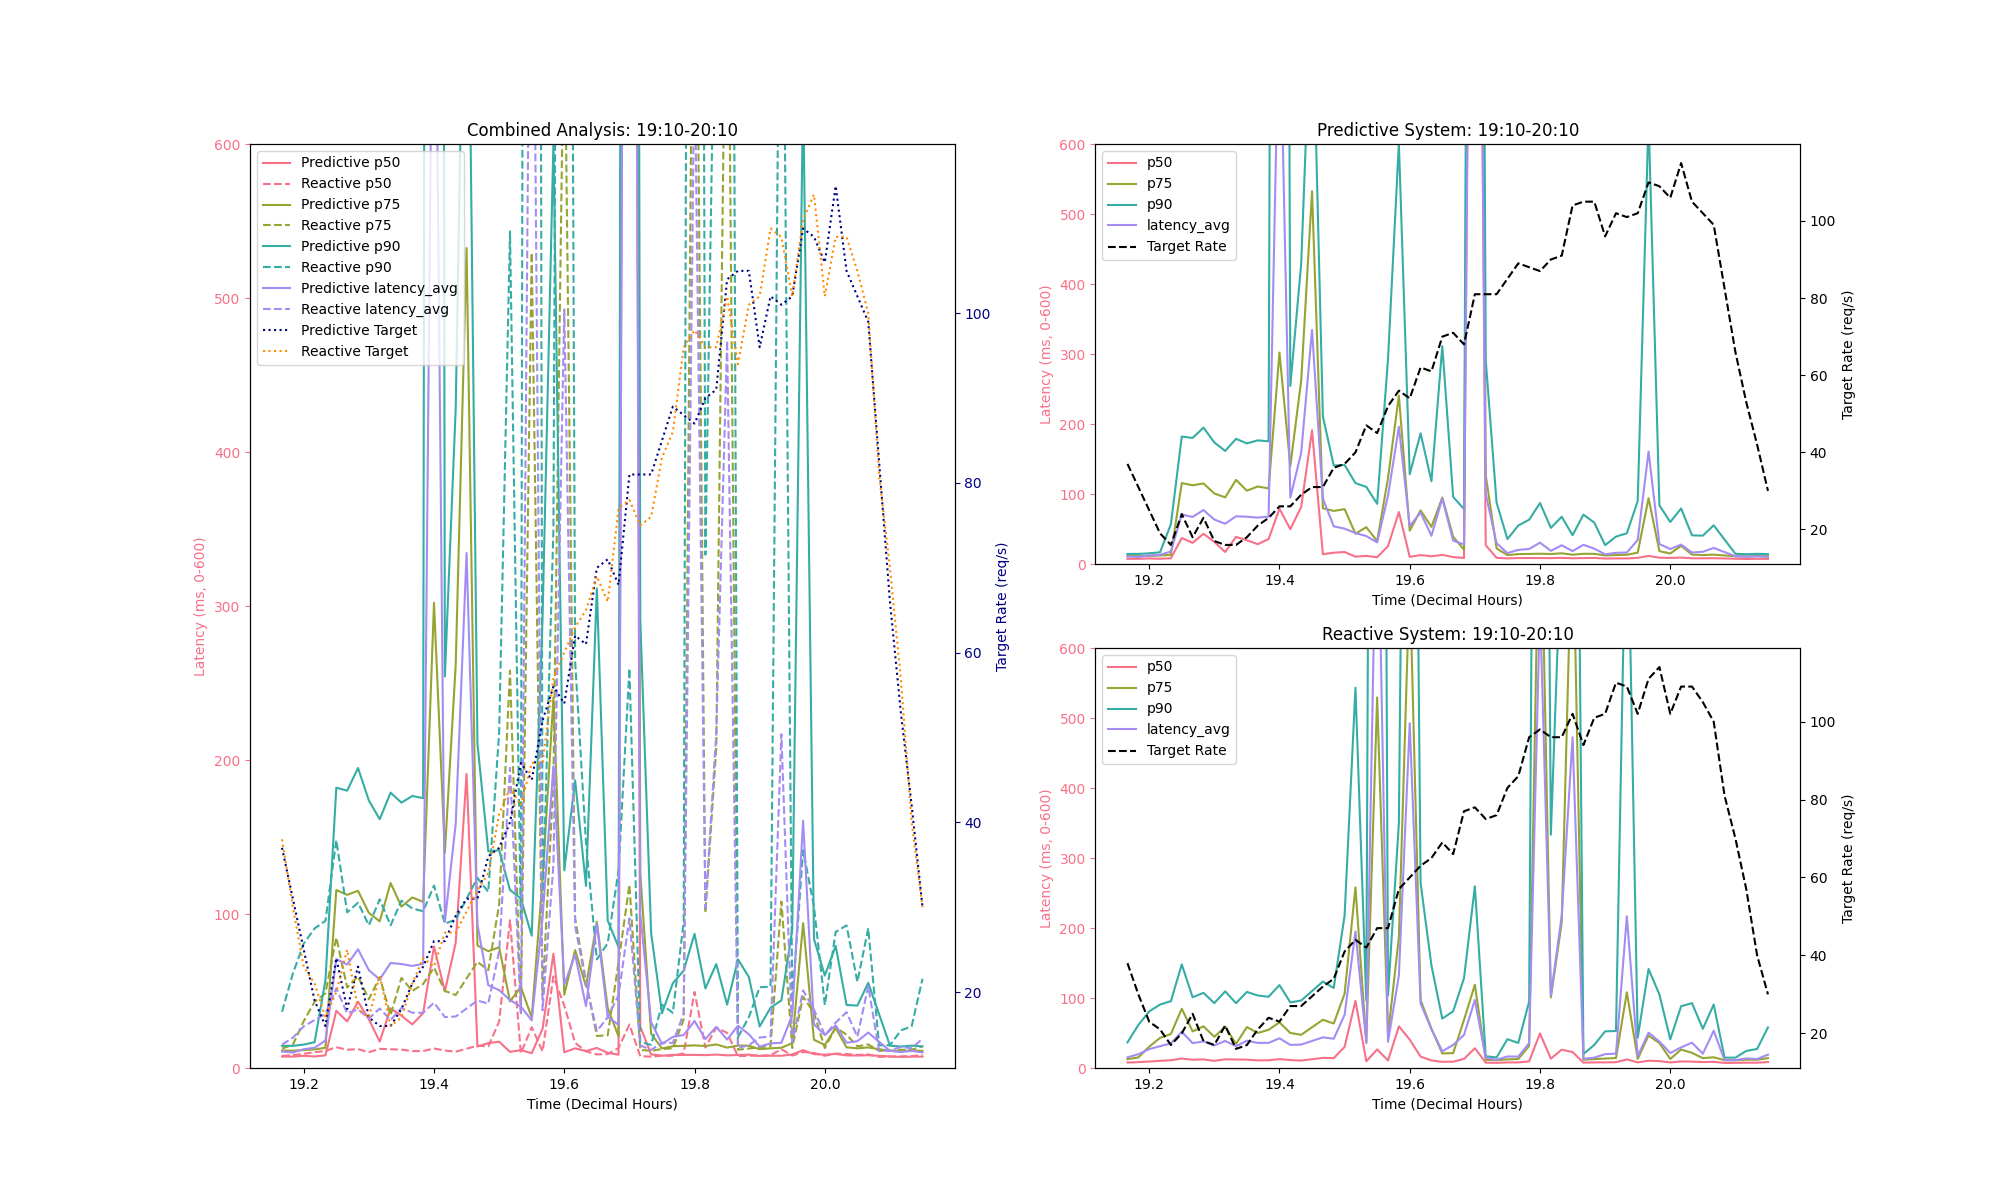 Combined Analysis: 19:10-20:10
Predictive p50
Reactive p50
Predictive p75
Reactive p75
Predictive p90
Reactive p90
Predictive latency_avg
Reactive latency_avg
Predictive Target
Reactive Target
600
500
400
300
200
100
0
Latency (ms, 0-600)
19.2 19.4 19.6 19.8 20.0
Time (Decimal Hours)
100
80
60
40
20
Target Rate (req/s)
Predictive System: 19:10-20:10
p50
p75
p90
latency_avg
Target Rate
600
500
400
300
200
100
0
Latency (ms, 0-600)
19.2 19.4 19.6 19.8 20.0
Time (Decimal Hours)
100
80
60
40
20
Target Rate (req/s)
Reactive System: 19:10-20:10
p50
p75
p90
latency_avg
Target Rate
600
500
400
300
200
100
0
Latency (ms, 0-600)
19.2 19.4 19.6 19.8 20.0
Time (Decimal Hours)
100
80
60
40
20
Target Rate (req/s)